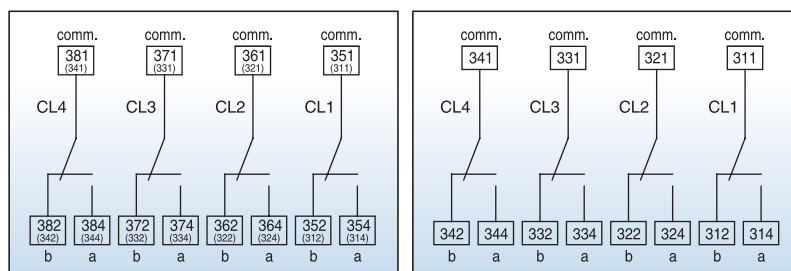 comm. comm. comm. comm.
381 371 361 351
(341) (331) (321) (311)
CL4 CL3 CL2 CL1
382 384 372 374 362 364 352 354
(342) (344) (332) (334) (322) (324) (312) (314)
b a b a b a b a
comm. comm. comm. comm.
341 331 321 311
CL4 CL3 CL2 CL1
342 344 332 334 322 324 312 314
b a b a b a b a